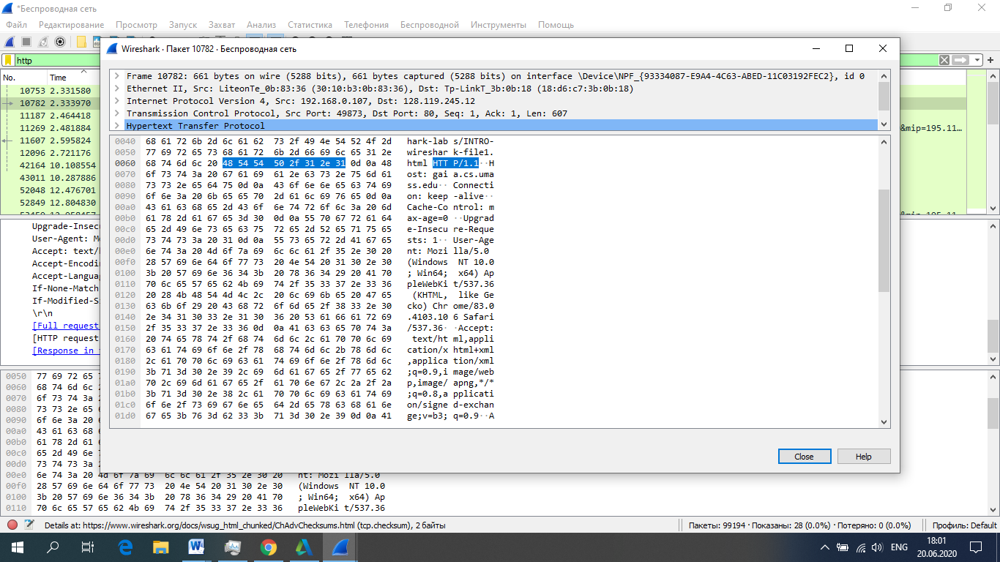 *Беспроводная сеть
Файл Редактирование Просмотр Запуск Захват Анализ Статистика Телефония Беспроводной Инструменты Помощь
http
No. Time
10753 2.331580
10782 2.333970
11187 2.464418
11269 2.481884
&mip=195.11…
11607 2.595824
12096 2.721176
42164 10.108554
43011 10.287886
52048 12.476701
52849 12.804830
Wireshark · Пакет 10782 · Беспроводная сеть
Frame 10782: 661 bytes on wire (5288 bits), 661 bytes captured (5288 bits) on interface \Device\NPF_{93334087-E9A4-4C63-ABED-11C03192FEC2}, id 0
Ethernet II, Src: LiteonTe_0b:83:36 (30:10:b3:0b:83:36), Dst: Tp-LinkT_3b:0b:18 (18:d6:c7:3b:0b:18)
Internet Protocol Version 4, Src: 192.168.0.107, Dst: 128.119.245.12
Transmission Control Protocol, Src Port: 49873, Dst Port: 80, Seq: 1, Ack: 1, Len: 607
Hypertext Transfer Protocol
0040 68 61 72 6b 2d 6c 61 62 73 2f 49 4e 54 52 4f 2d hark-lab s/INTRO-
0050 77 69 72 65 73 68 61 72 6b 2d 66 69 6c 65 31 2e wireshar k-file1.
0060 68 74 6d 6c 20 48 54 54 50 2f 31 2e 31 0d 0a 48 html HTT P/1.1··H
0070 6f 73 74 3a 20 67 61 69 61 2e 63 73 2e 75 6d 61 ost: gai a.cs.uma
0080 73 73 2e 65 64 75 0d 0a 43 6f 6e 6e 65 63 74 69 ss.edu·· Connecti
0090 6f 6e 3a 20 6b 65 65 70 2d 61 6c 69 76 65 0d 0a on: keep -alive··
00a0 43 61 63 68 65 2d 43 6f 6e 74 72 6f 6c 3a 20 6d Cache-Co ntrol: m
00b0 61 78 2d 61 67 65 3d 30 0d 0a 55 70 67 72 61 64 ax-age=0 ··Upgrad
00c0 65 2d 49 6e 73 65 63 75 72 65 2d 52 65 71 75 65 e-Insecu re-Reque
00d0 73 74 73 3a 20 31 0d 0a 55 73 65 72 2d 41 67 65 sts: 1·· User-Age
00e0 6e 74 3a 20 4d 6f 7a 69 6c 6c 61 2f 35 2e 30 20 nt: Mozi lla/5.0
00f0 28 57 69 6e 64 6f 77 73 20 4e 54 20 31 30 2e 30 (Windows NT 10.0
0100 3b 20 57 69 6e 36 34 3b 20 78 36 34 29 20 41 70 ; Win64; x64) Ap
0110 70 6c 65 57 65 62 4b 69 74 2f 35 33 37 2e 33 36 pleWebKi t/537.36
0120 20 28 4b 48 54 4d 4c 2c 20 6c 69 6b 65 20 47 65 (KHTML, like Ge
0130 63 6b 6f 29 20 43 68 72 6f 6d 65 2f 38 33 2e 30 cko) Chr ome/83.0
0140 2e 34 31 30 33 2e 31 30 36 20 53 61 66 61 72 69 .4103.10 6 Safari
0150 2f 35 33 37 2e 33 36 0d 0a 41 63 63 65 70 74 3a /537.36· ·Accept:
0160 20 74 65 78 74 2f 68 74 6d 6c 2c 61 70 70 6c 69 text/ht ml,appli
0170 63 61 74 69 6f 6e 2f 78 68 74 6d 6c 2b 78 6d 6c cation/x html+xml
0180 2c 61 70 70 6c 69 63 61 74 69 6f 6e 2f 78 6d 6c ,applica tion/xml
0190 3b 71 3d 30 2e 39 2c 69 6d 61 67 65 2f 77 65 62 ;q=0.9,i mage/web
01a0 70 2c 69 6d 61 67 65 2f 61 70 6e 67 2c 2a 2f 2a p,image/ apng,*/*
01b0 3b 71 3d 30 2e 38 2c 61 70 70 6c 69 63 61 74 69 ;q=0.8,a pplicati
01c0 6f 6e 2f 73 69 67 6e 65 64 2d 65 78 63 68 61 6e on/signe d-exchan
01d0 67 65 3b 76 3d 62 33 3b 71 3d 30 2e 39 0d 0a 41 ge;v=b3; q=0.9··A
Close Help
Upgrade-Insec
User-Agent: M
Accept: text/
Accept-Encodi
Accept-Langua
If-None-Match
If-Modified-S
\r\n
[Full request
[HTTP request
[Response in
0050 77 69 72 65
0060 68 74 6d 6c
0070 6f 73 74 3a
0080 73 73 2e 65
0090 6f 6e 3a 20
00a0 43 61 63 68
00b0 61 78 2d 61
00c0 65 2d 49 6e
00d0 73 74 73 3a
00e0 6e 74 3a 20 4d 6f 7a 69 6c 6c 61 2f 35 2e 30 20 nt: Mozi lla/5.0
00f0 28 57 69 6e 64 6f 77 73 20 4e 54 20 31 30 2e 30 (Windows NT 10.0
0100 3b 20 57 69 6e 36 34 3b 20 78 36 34 29 20 41 70 ; Win64; x64) Ap
0110 70 6c 65 57 65 62 4b 69 74 2f 35 33 37 2e 33 36 pleWebKi t/537.36
Details at: https://www.wireshark.org/docs/wsug_html_chunked/ChAdvChecksums.html (tcp.checksum), 2 байты
Пакеты: 99194 · Показаны: 28 (0.0%) · Потеряно: 0 (0.0%)
Профиль: Default
ENG
18:01
20.06.2020